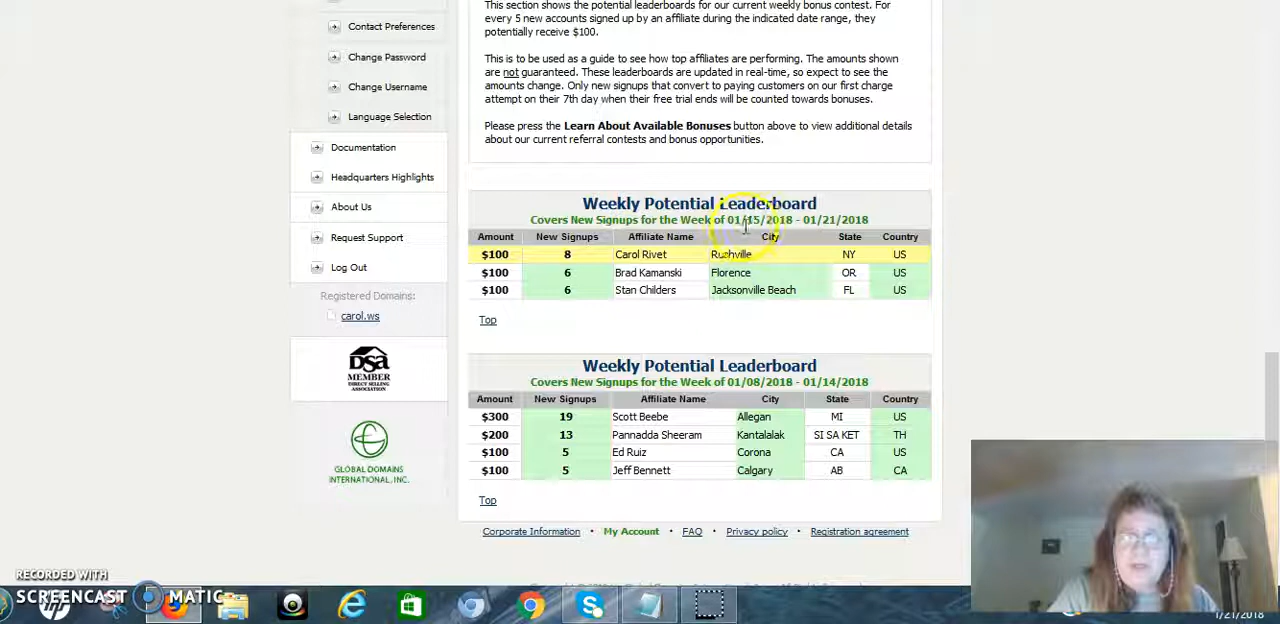 This section shows the potential leaderboards for our current weekly bonus contest. For
every 5 new accounts signed up by an affiliate during the indicated date range, they
potentially receive $100.
This is to be used as a guide to see how top affiliates are performing. The amounts shown
are not guaranteed. These leaderboards are updated in real-time, so expect to see the
amounts change. Only new signups that convert to paying customers on our first charge
attempt on their 7th day when their free trial ends will be counted towards bonuses.
Please press the Learn About Available Bonuses button above to view additional details
about our current referral contests and bonus opportunities.
Contact Preferences
Change Password
Change Username
Language Selection
Documentation
Headquarters Highlights
About Us
Request Support
Log Out
Registered Domains:
carol.ws
DSA
MEMBER
DIRECT SELLING
ASSOCIATION
GLOBAL DOMAINS
INTERNATIONAL, INC.
Weekly Potential Leaderboard
Covers New Signups for the Week of 01/15/2018 - 01/21/2018
Amount New Signups Affiliate Name City State Country
$100 8 Carol Rivet Rushville NY US
$100 6 Brad Kamanski Florence OR US
$100 6 Stan Childers Jacksonville Beach FL US
Top
Weekly Potential Leaderboard
Covers New Signups for the Week of 01/08/2018 - 01/14/2018
Amount New Signups Affiliate Name City State Country
$300 19 Scott Beebe Allegan MI US
$200 13 Pannadda Sheeram Kantalalak SI SA KET TH
$100 5 Ed Ruiz Corona CA US
$100 5 Jeff Bennett Calgary AB CA
Top
Corporate Information • My Account • FAQ • Privacy policy • Registration agreement
RECORDED WITH
SCREENCAST MATIC
1/21/2018